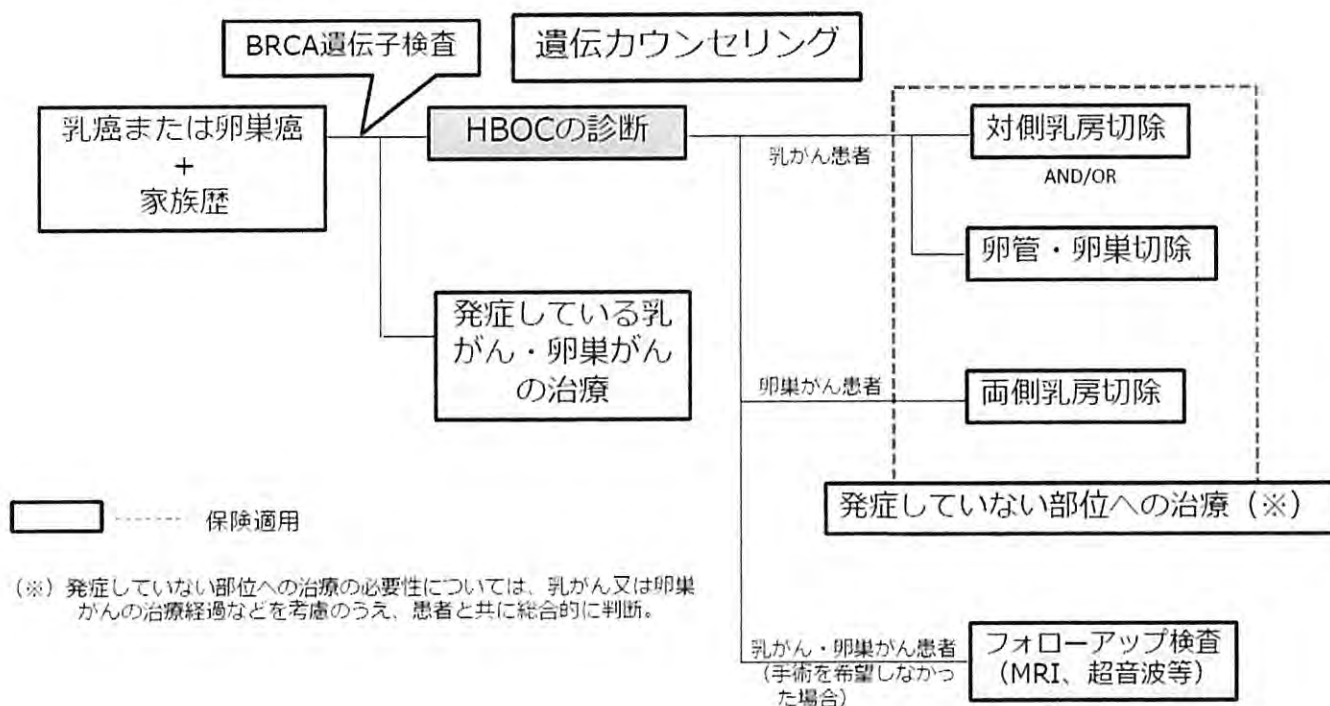 BRCA遺伝子検査
遺伝カウンセリング
乳癌または卵巣癌
+
家族歴
HBOCの診断
乳がん患者
対側乳房切除
AND/OR
卵管・卵巣切除
発症している乳
がん・卵巣がん
の治療
卵巣がん患者
両側乳房切除
発症していない部位への治療（※）
保険適用
（※）発症していない部位への治療の必要性については、乳がん又は卵巣
がんの治療経過などを考慮のうえ、患者と共に総合的に判断。
乳がん・卵巣がん患者
（手術を希望しなかっ
た場合）
フォローアップ検査
（MRI、超音波等）